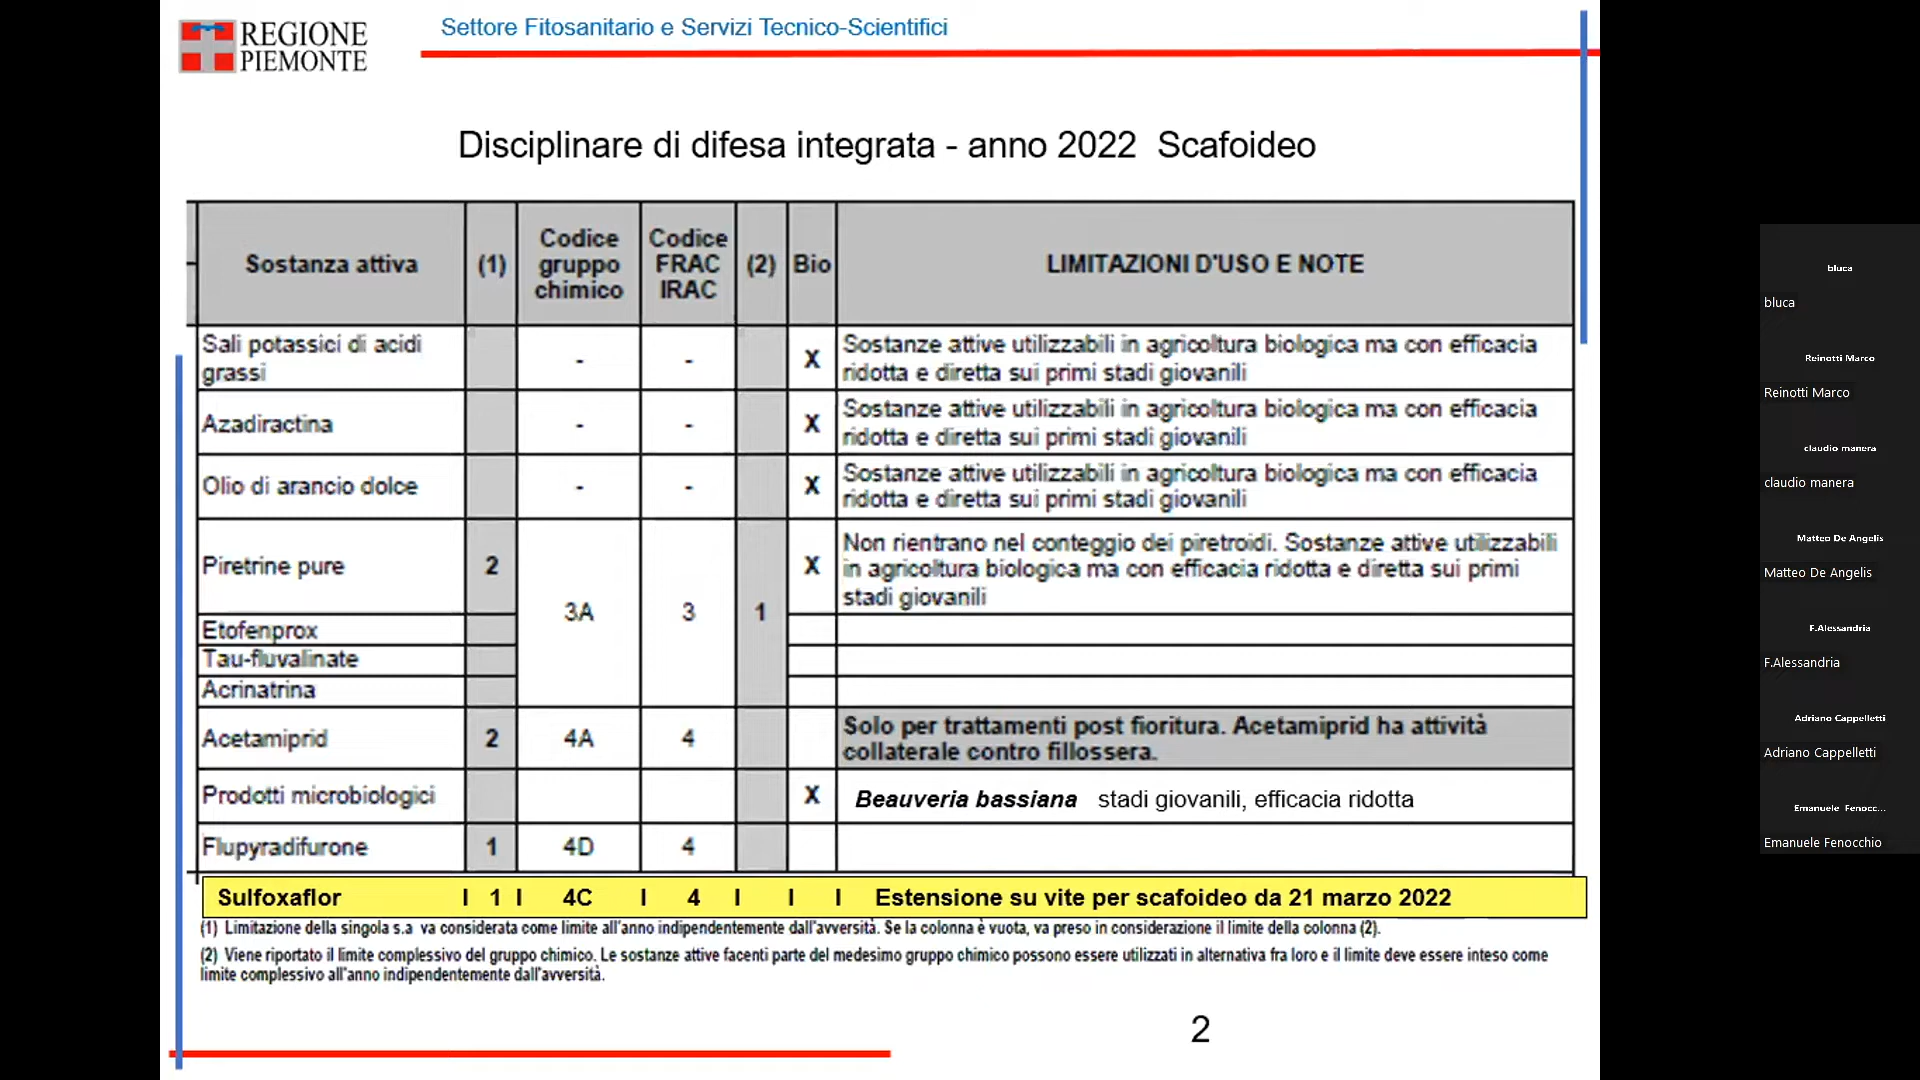 REGIONE
PIEMONTE
Settore Fitosanitario e Servizi Tecnico-Scientifici
Disciplinare di difesa integrata - anno 2022 Scafoideo
Sostanza attiva (1) Codice gruppo chimico Codice FRAC IRAC (2) Bio LIMITAZIONI D'USO E NOTE
Sali potassici di acidi grassi - - X Sostanze attive utilizzabili in agricoltura biologica ma con efficacia
ridotta e diretta sui primi stadi giovanili
Azadiractina - - X Sostanze attive utilizzabili in agricoltura biologica ma con efficacia
ridotta e diretta sui primi stadi giovanili
Olio di arancio dolce - - X Sostanze attive utilizzabili in agricoltura biologica ma con efficacia
ridotta e diretta sui primi stadi giovanili
Piretrine pure 2 3A 3 1 X Non rientrano nel conteggio dei piretroidi. Sostanze attive utilizzabili
in agricoltura biologica ma con efficacia ridotta e diretta sui primi
stadi giovanili
Etofenprox
Tau-fluvalinate
Acrinatrina
Acetamiprid 2 4A 4 Solo per trattamenti post fioritura. Acetamiprid ha attività
collaterale contro fillossera.
Prodotti microbiologici X Beauveria bassiana stadi giovanili, efficacia ridotta
Flupyradifurone 1 4D 4
Sulfoxaflor I 1 I 4C I 4 I I I Estensione su vite per scafoideo da 21 marzo 2022
(1) Limitazione della singola s.a va considerata come limite all'anno indipendentemente dall'avversità. Se la colonna è vuota, va preso in considerazione il limite della colonna (2).
(2) Viene riportato il limite complessivo del gruppo chimico. Le sostanze attive facenti parte del medesimo gruppo chimico possono essere utilizzati in alternativa fra loro e il limite deve essere inteso come
limite complessivo all'anno indipendentemente dall'avversità.
2
bluca
bluca
Reinotti Marco
Reinotti Marco
claudio manera
claudio manera
Matteo De Angelis
Matteo De Angelis
F.Alessandria
F.Alessandria
Adriano Cappelletti
Adriano Cappelletti
Emanuele Fenocc...
Emanuele Fenocchio